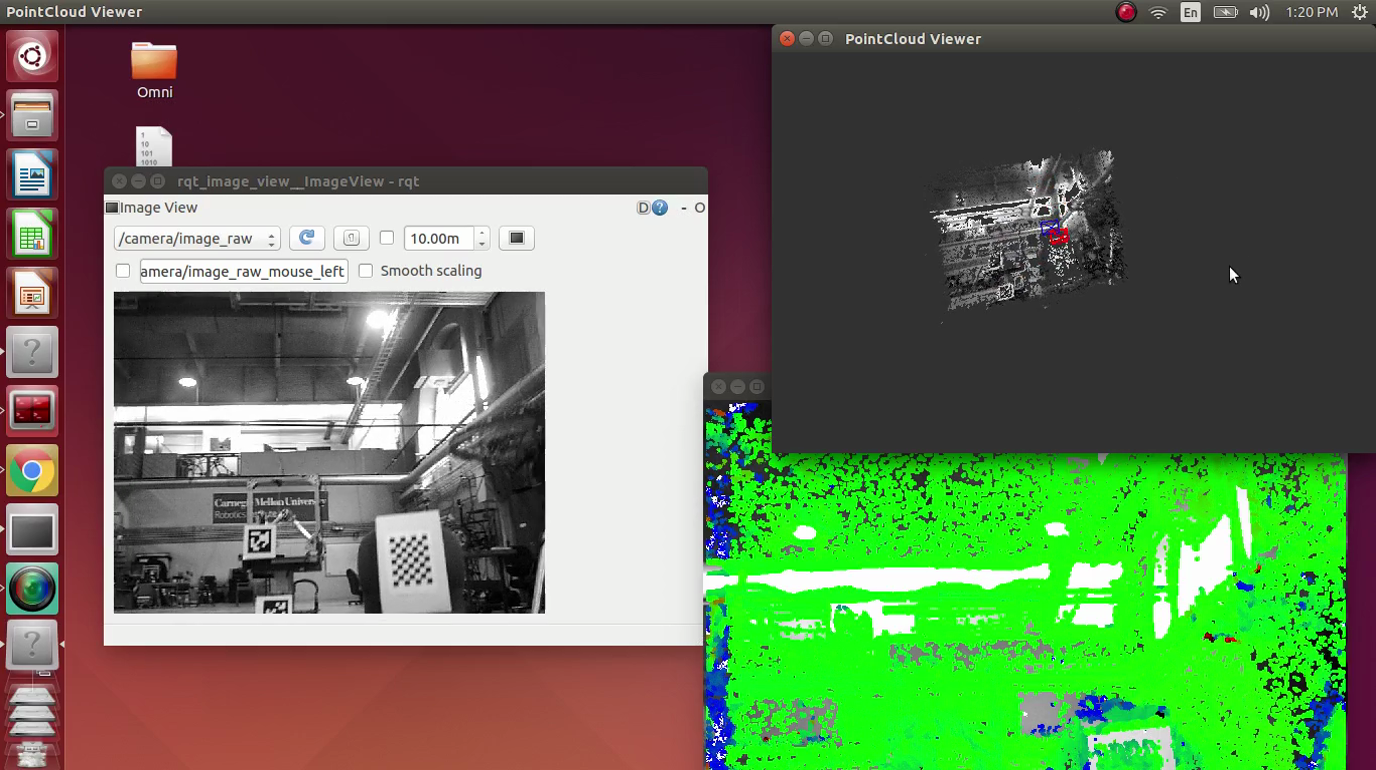 PointCloud Viewer
En
1:20 PM
PointCloud Viewer
Omni
1
10
101
1010
rqt_image_view__ImageView - rqt
Image View
D
?
- O
/camera/image_raw
10.00m
amera/image_raw_mouse_left
Smooth scaling
Carnegie Mellon University
Robotics Institute